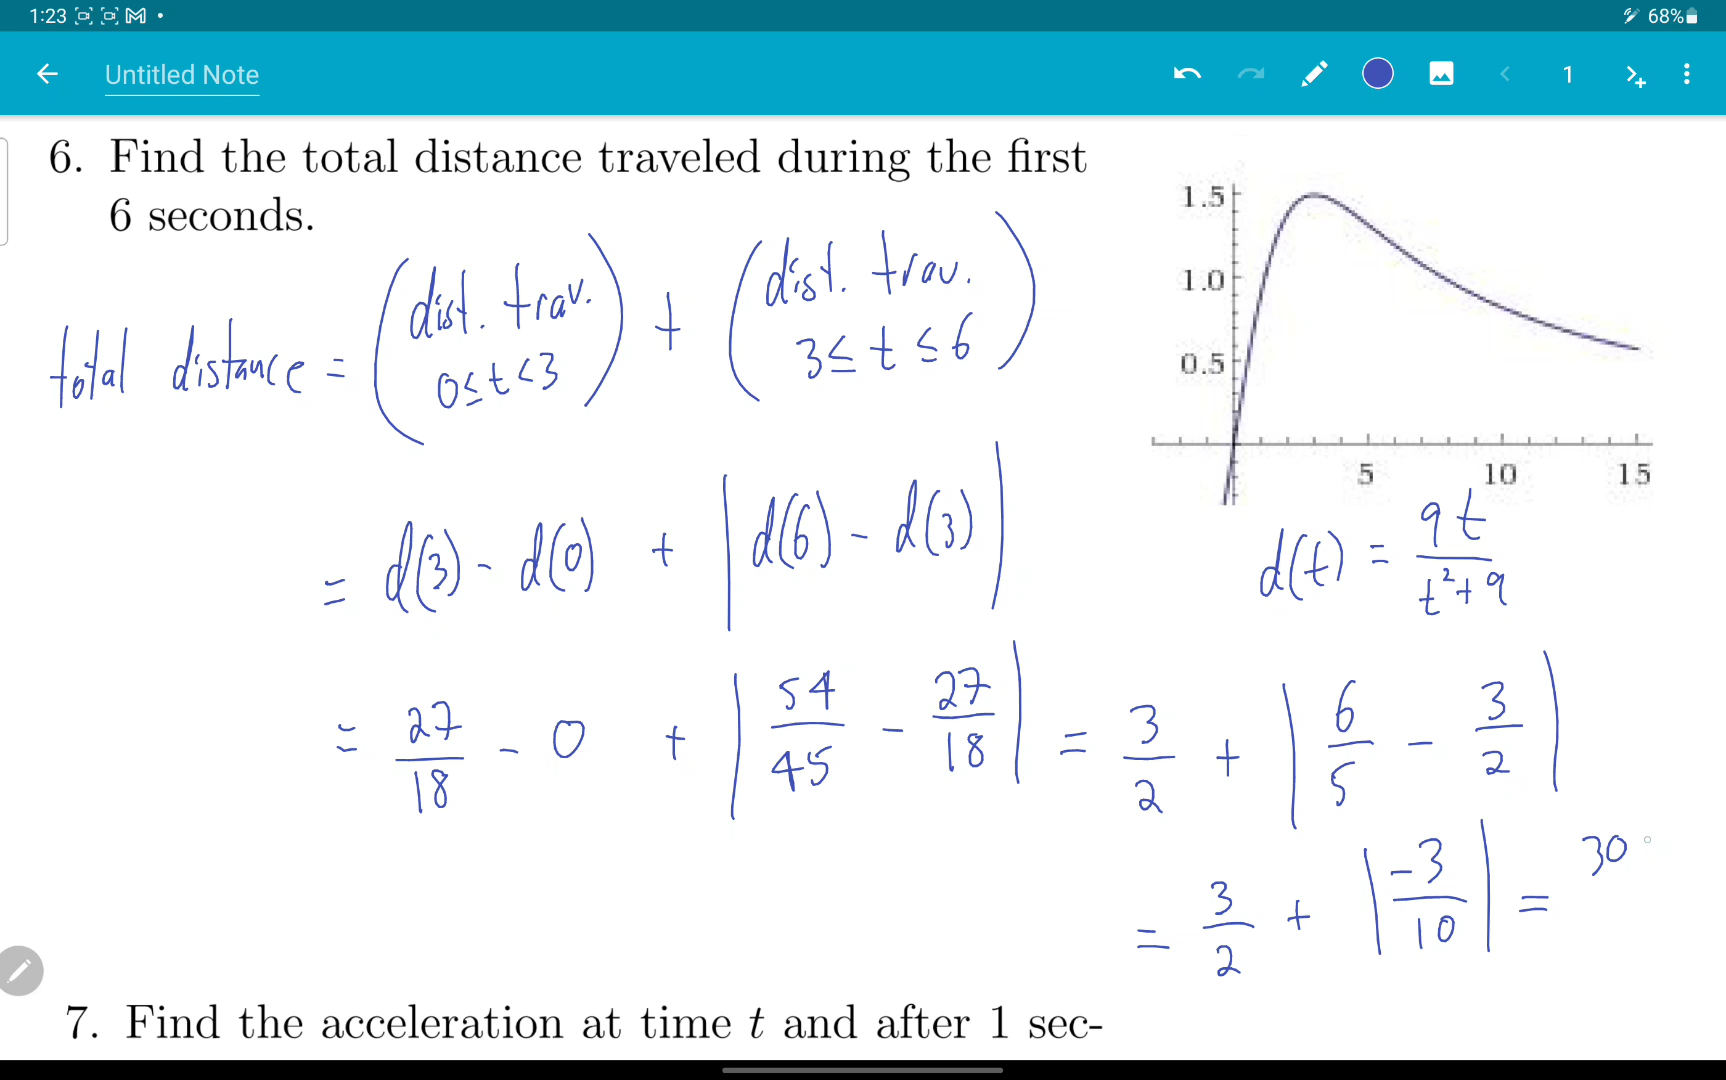 1:23 68%
Untitled Note 1
6. Find the total distance traveled during the first
6 seconds.
1.5
1.0
0.5
5 10 15
total distance = (dist. trav. 0≤t<3) + (dist. trav. 3≤t≤6)
= d(3) - d(0) + |d(6) - d(3)|
d(t) = 9t/(t²+9)
= 27/18 - 0 + |54/45 - 27/18| = 3/2 + |6/5 - 3/2|
= 3/2 + |-3/10| = 30
7. Find the acceleration at time t and after 1 sec-